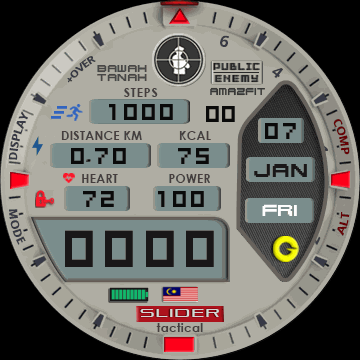 +OVER
6
4
BAWAH TANAH
PUBLIC ENEMY
AMAZFIT
STEPS
1000
00
DISPLAY
DISTANCE KM
KCAL
0.70
75
07
JAN
FRI
COMP
HEART
POWER
72
100
MODE
ALT
0000
SLIDER
tactical